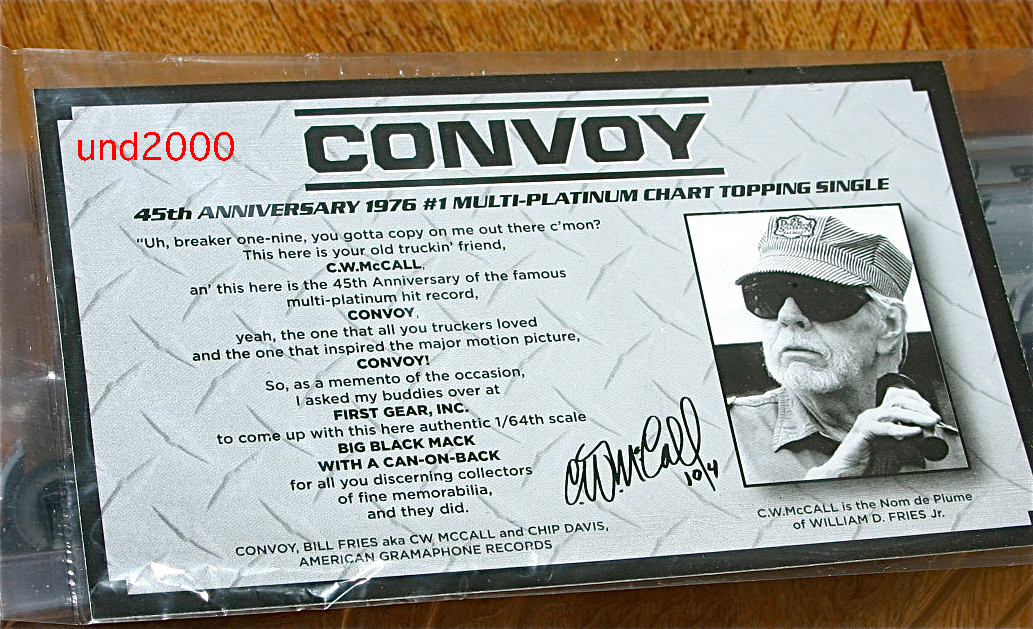 und2000
CONVOY
45th ANNIVERSARY 1976 #1 MULTI-PLATINUM CHART TOPPING SINGLE
"Uh, breaker one-nine, you gotta copy on me out there c'mon?
This here is your old truckin' friend,
C.W.McCALL,
an' this here is the 45th Anniversary of the famous
multi-platinum hit record,
CONVOY,
yeah, the one that all you truckers loved
and the one that inspired the major motion picture,
CONVOY!
So, as a memento of the occasion,
I asked my buddies over at
FIRST GEAR, INC.
to come up with this here authentic 1/64th scale
BIG BLACK MACK
WITH A CAN-ON-BACK
for all you discerning collectors
of fine memorabilia,
and they did.
C.W.McCall
10/4
CONVOY, BILL FRIES aka CW MCCALL and CHIP DAVIS,
AMERICAN GRAMAPHONE RECORDS
C.W.McCALL is the Nom de Plume
of WILLIAM D. FRIES Jr.